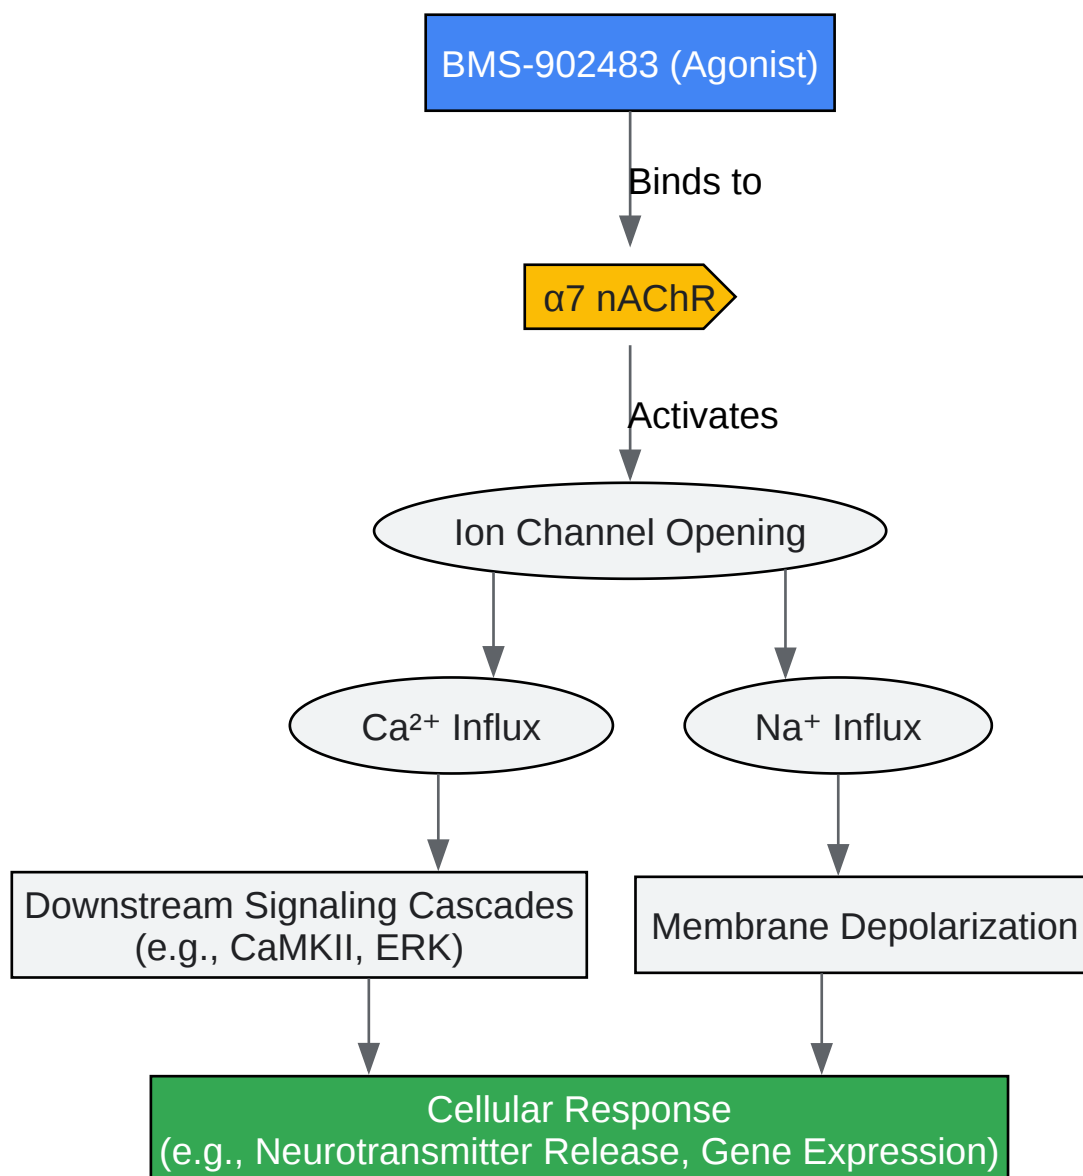 BMS-902483 (Agonist)
Binds to
α7 nAChR
Activates
Ion Channel Opening
Ca²⁺ Influx
Na⁺ Influx
Downstream Signaling Cascades
(e.g., CaMKII, ERK)
Membrane Depolarization
Cellular Response
(e.g., Neurotransmitter Release, Gene Expression)